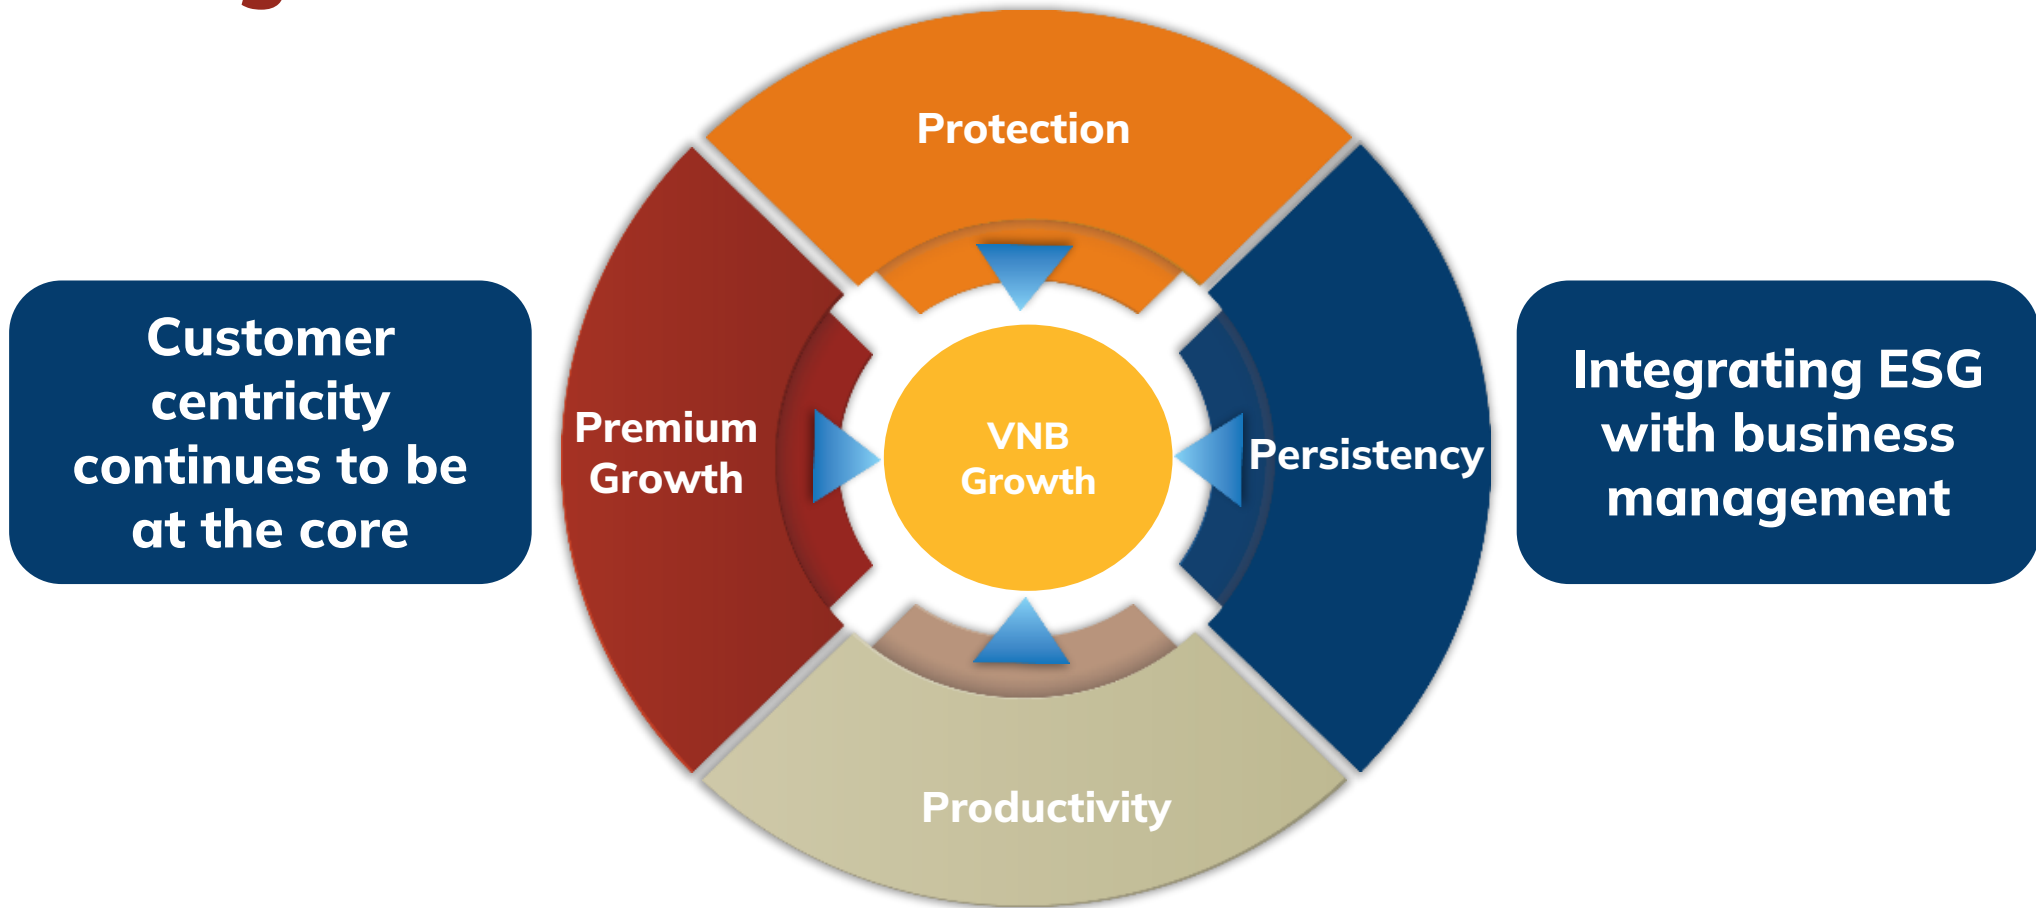 Protection
Customer
centricity
continues to be
at the core
Premium
Growth
VNB
Growth
Persistency
Integrating ESG
with business
management
Productivity